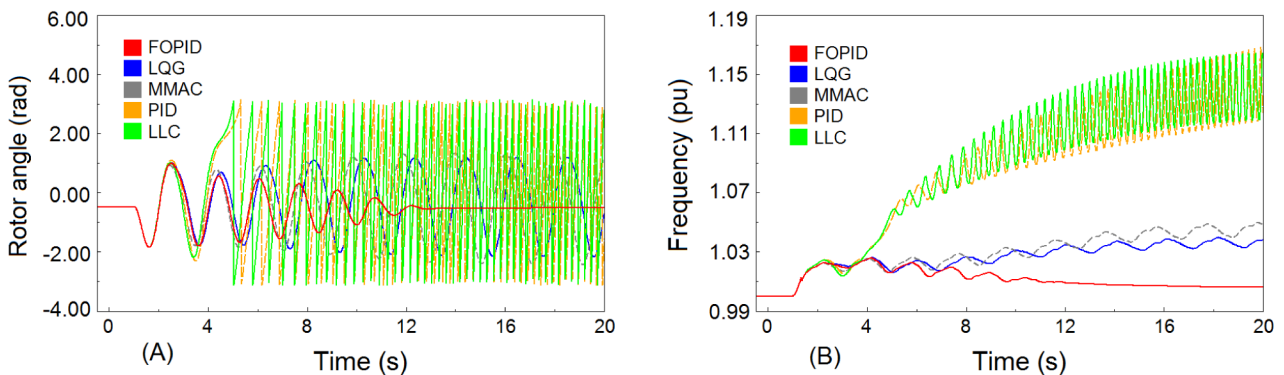 Rotor angle (rad)
6.00
4.00
2.00
0.00
-2.00
-4.00
FOPID
LQG
MMAC
PID
LLC
0 4 8 12 16 20
(A) Time (s)
Frequency (pu)
1.19
1.15
1.11
1.07
1.03
0.99
FOPID
LQG
MMAC
PID
LLC
0 4 8 12 16 20
(B) Time (s)